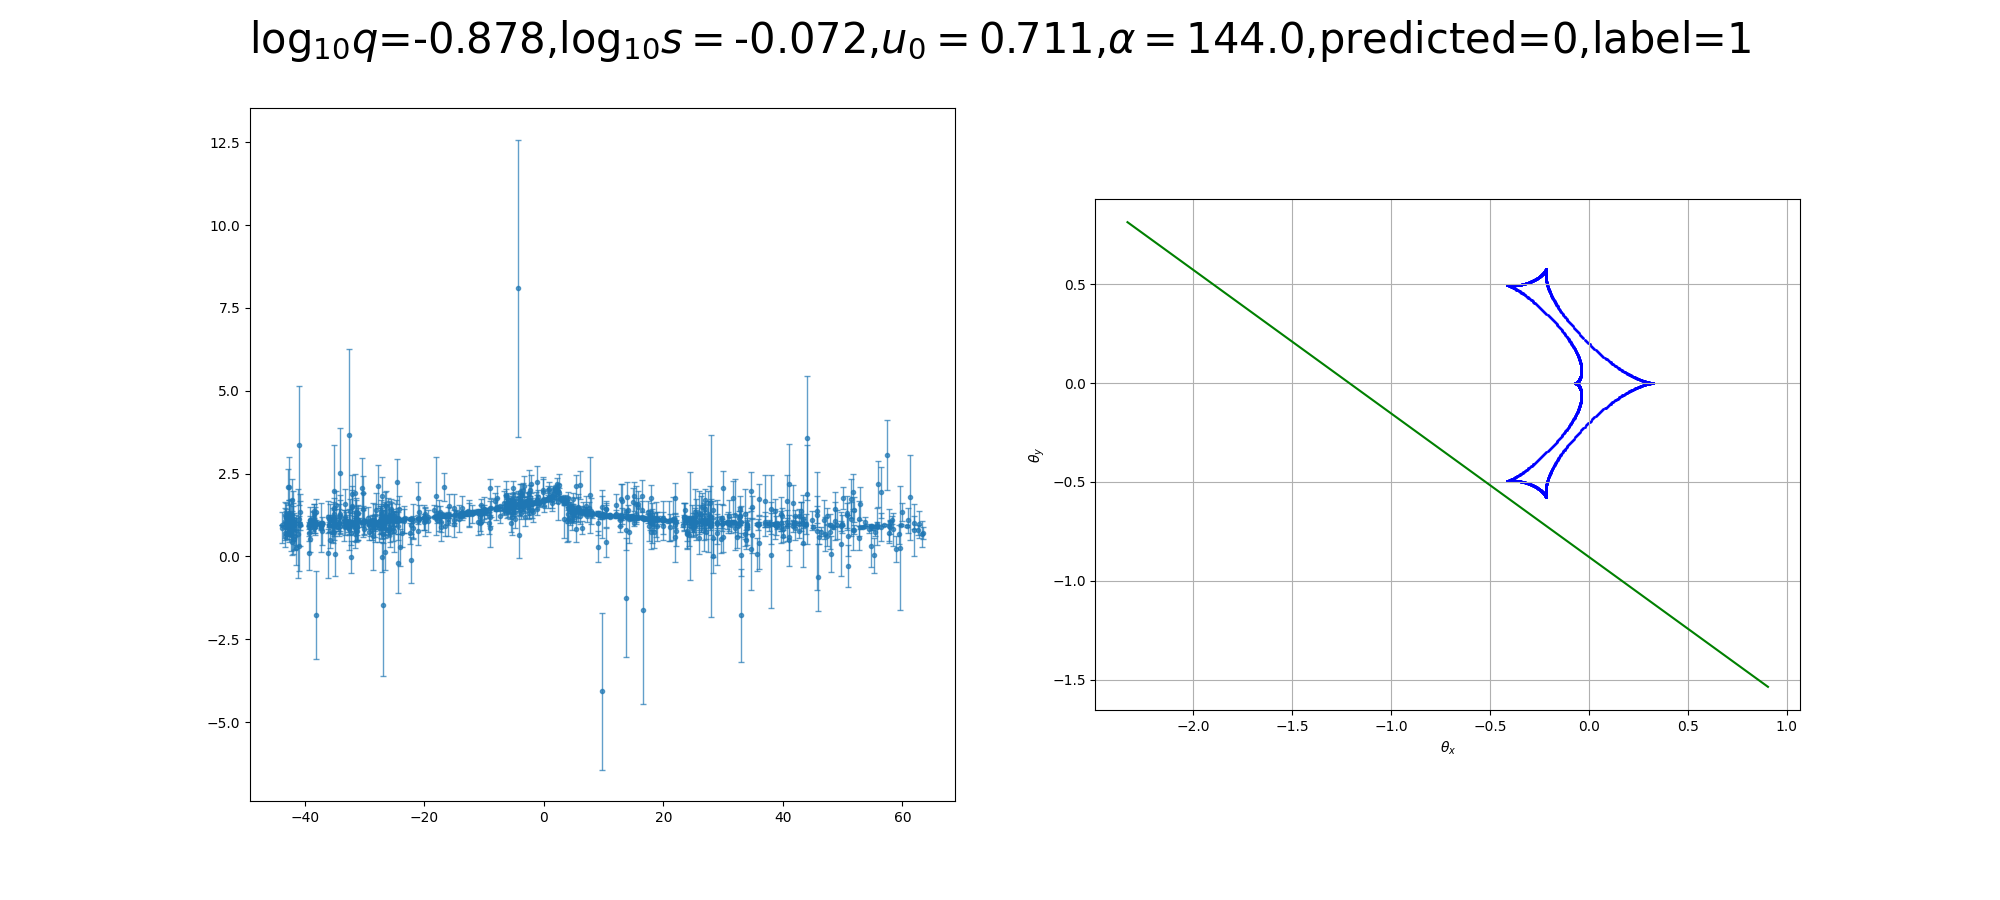 log₁₀q=-0.878,log₁₀s = -0.072,u₀ = 0.711,α = 144.0,predicted=0,label=1
12.5
10.0
7.5
5.0
2.5
0.0
−2.5
−5.0
−40 −20 0 20 40 60
0.5
0.0
−0.5
−1.0
−1.5
θy
−2.0 −1.5 −1.0 −0.5 0.0 0.5 1.0
θx